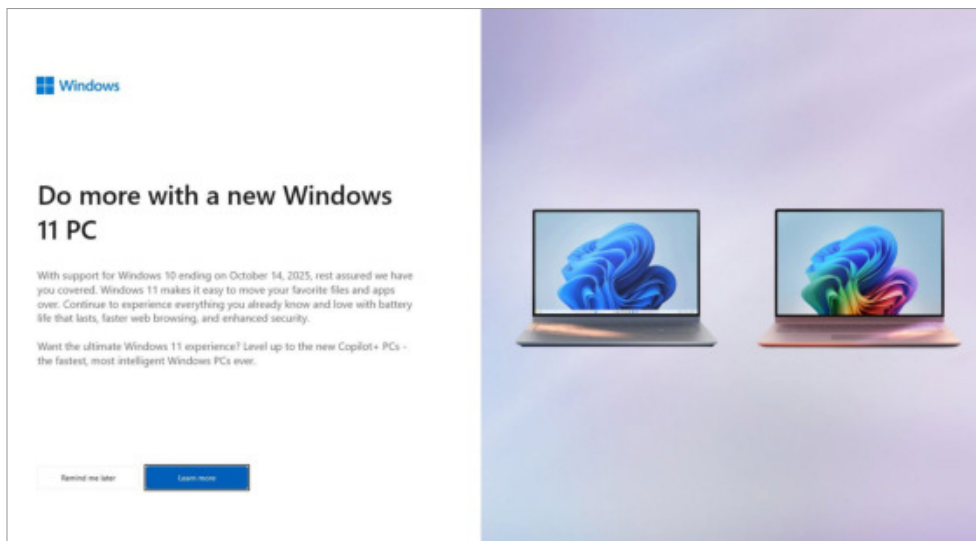 Windows
Do more with a new Windows
11 PC
With support for Windows 10 ending on October 14, 2025, rest assured we have
you covered. Windows 11 makes it easy to move your favorite files and apps
over. Continue to experience everything you already know and love with battery
life that lasts, faster web browsing, and enhanced security.
Want the ultimate Windows 11 experience? Level up to the new Copilot+ PCs -
the fastest, most intelligent Windows PCs ever.
Remind me later
Learn more